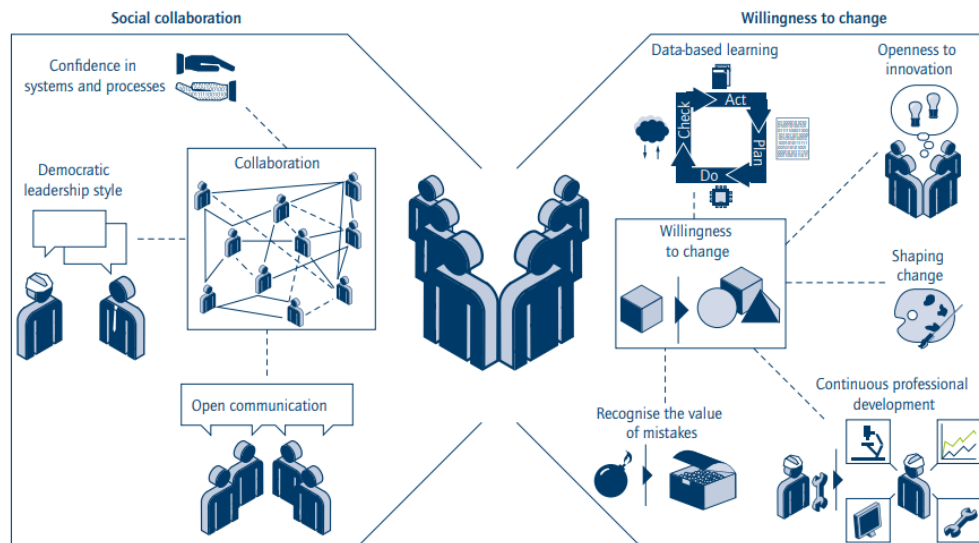 Social collaboration
Confidence in
systems and processes
Democratic
leadership style
Collaboration
Open communication
Willingness to change
Data-based learning
Act
Plan
Do
Check
Openness to
innovation
Willingness
to change
Shaping
change
Recognise the value
of mistakes
Continuous professional
development